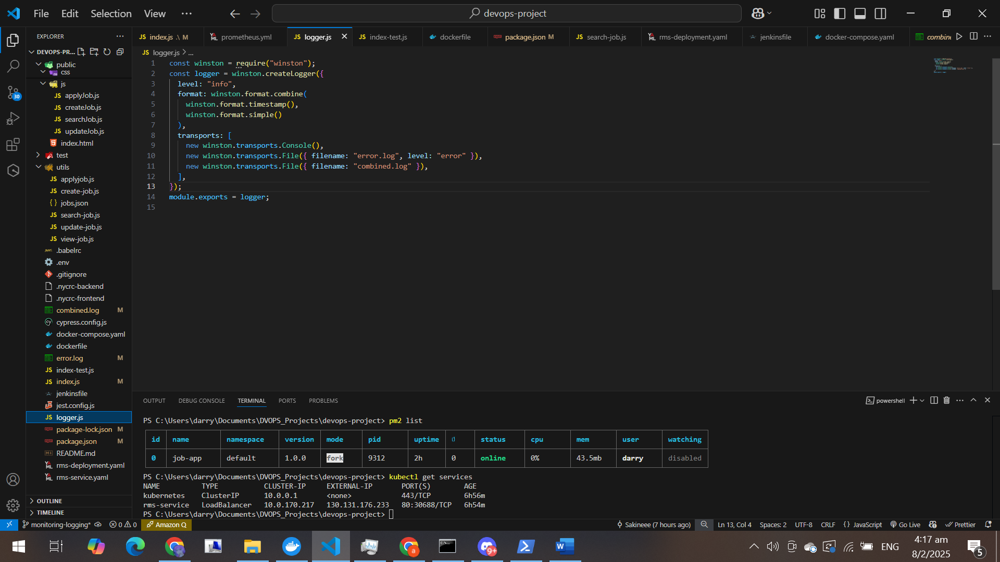 File Edit Selection View ···
devops-project
EXPLORER
DEVOPS-PR...
public
css
js
applyJob.js
createJob.js
searchJob.js
updateJob.js
index.html
test
utils
applyjob.js
create-job.js
jobs.json
search-job.js
update-job.js
view-job.js
.babelrc
.env
.gitignore
.nycrc-backend
.nycrc-frontend
combined.log M
cypress.config.js
docker-compose.yaml
dockerfile
error.log M
index-test.js
index.js M
jenkinsfile
jest.config.js
logger.js
package-lock.json M
package.json M
README.md
rms-deployment.yaml
rms-service.yaml
OUTLINE
TIMELINE
30
JS index.js .\ M
prometheus.yml
JS logger.js
JS index-test.js
dockerfile
package.json M
JS search-job.js
rms-deployment.yaml
jenkinsfile
docker-compose.yaml
combine
JS logger.js > ...
1 const winston = require("winston");
2 const logger = winston.createLogger({
3 level: "info",
4 format: winston.format.combine(
5 winston.format.timestamp(),
6 winston.format.simple()
7 ),
8 transports: [
9 new winston.transports.Console(),
10 new winston.transports.File({ filename: "error.log", level: "error" }),
11 new winston.transports.File({ filename: "combined.log" }),
12 ],
13 });
14 module.exports = logger;
15
OUTPUT DEBUG CONSOLE TERMINAL PORTS PROBLEMS
powershell
PS C:\Users\darry\Documents\DVOPS_Projects\devops-project> pm2 list
id name namespace version mode pid uptime status cpu mem user watching
0 job-app default 1.0.0 fork 9312 2h 0 online 0% 43.5mb darry disabled
PS C:\Users\darry\Documents\DVOPS_Projects\devops-project> kubectl get services
NAME TYPE CLUSTER-IP EXTERNAL-IP PORT(S) AGE
kubernetes ClusterIP 10.0.0.1 <none> 443/TCP 6h56m
rms-service LoadBalancer 10.0.170.217 130.131.176.233 80:30688/TCP 6h54m
PS C:\Users\darry\Documents\DVOPS_Projects\devops-project>
monitoring-logging* 0 0 Amazon Q
Sakineee (7 hours ago) Ln 13, Col 4 Spaces: 2 UTF-8 CRLF {} JavaScript Go Live Prettier
9+
ENG
4:17 am
8/2/2025
5